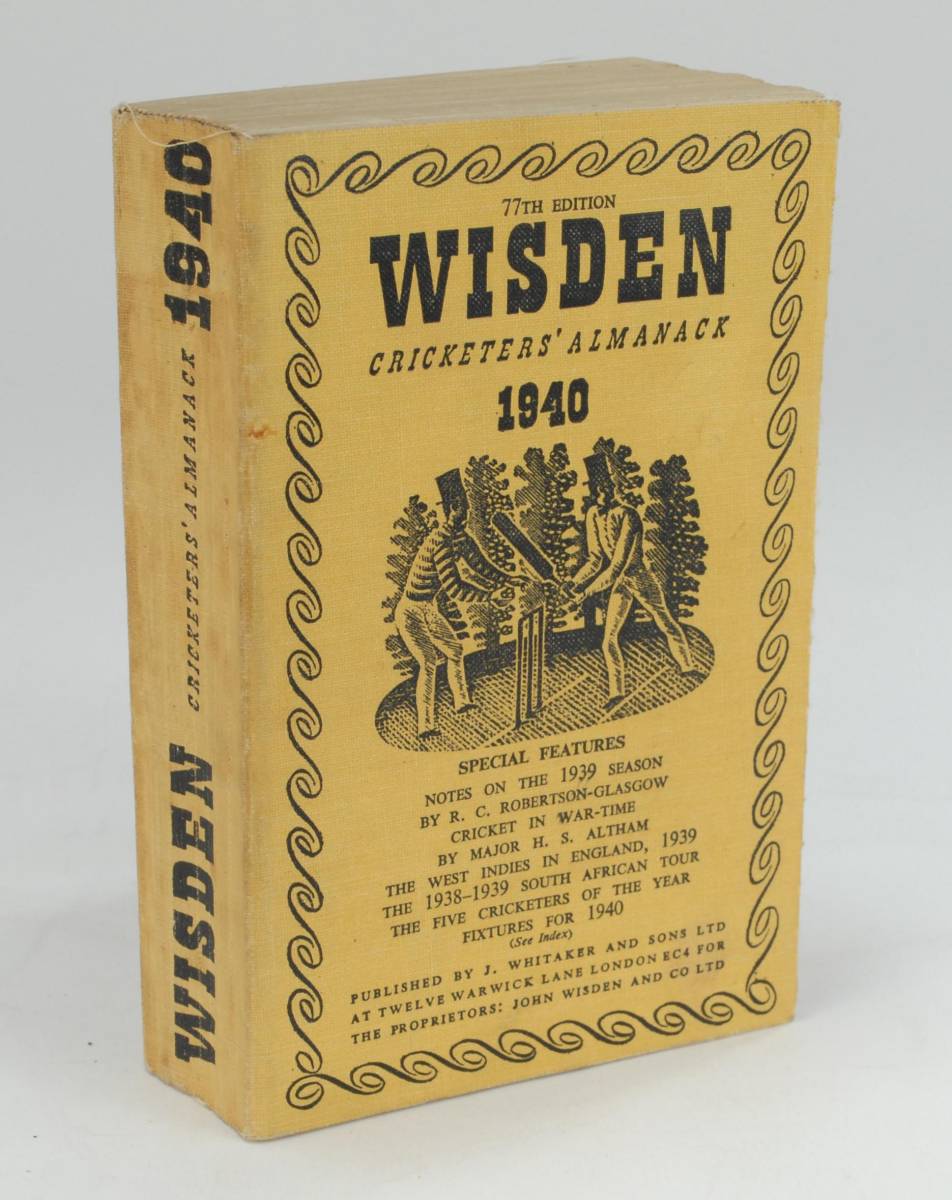 WISDEN CRICKETERS' ALMANACK 1940
77TH EDITION
WISDEN
CRICKETERS' ALMANACK
1940
SPECIAL FEATURES
NOTES ON THE 1939 SEASON
BY R. C. ROBERTSON-GLASGOW
CRICKET IN WAR-TIME
BY MAJOR H. S. ALTHAM
THE WEST INDIES IN ENGLAND, 1939
THE 1938-1939 SOUTH AFRICAN TOUR
THE FIVE CRICKETERS OF THE YEAR
FIXTURES FOR 1940
(See Index)
PUBLISHED BY J. WHITAKER AND SONS LTD
AT TWELVE WARWICK LANE LONDON EC4 FOR
THE PROPRIETORS: JOHN WISDEN AND CO LTD